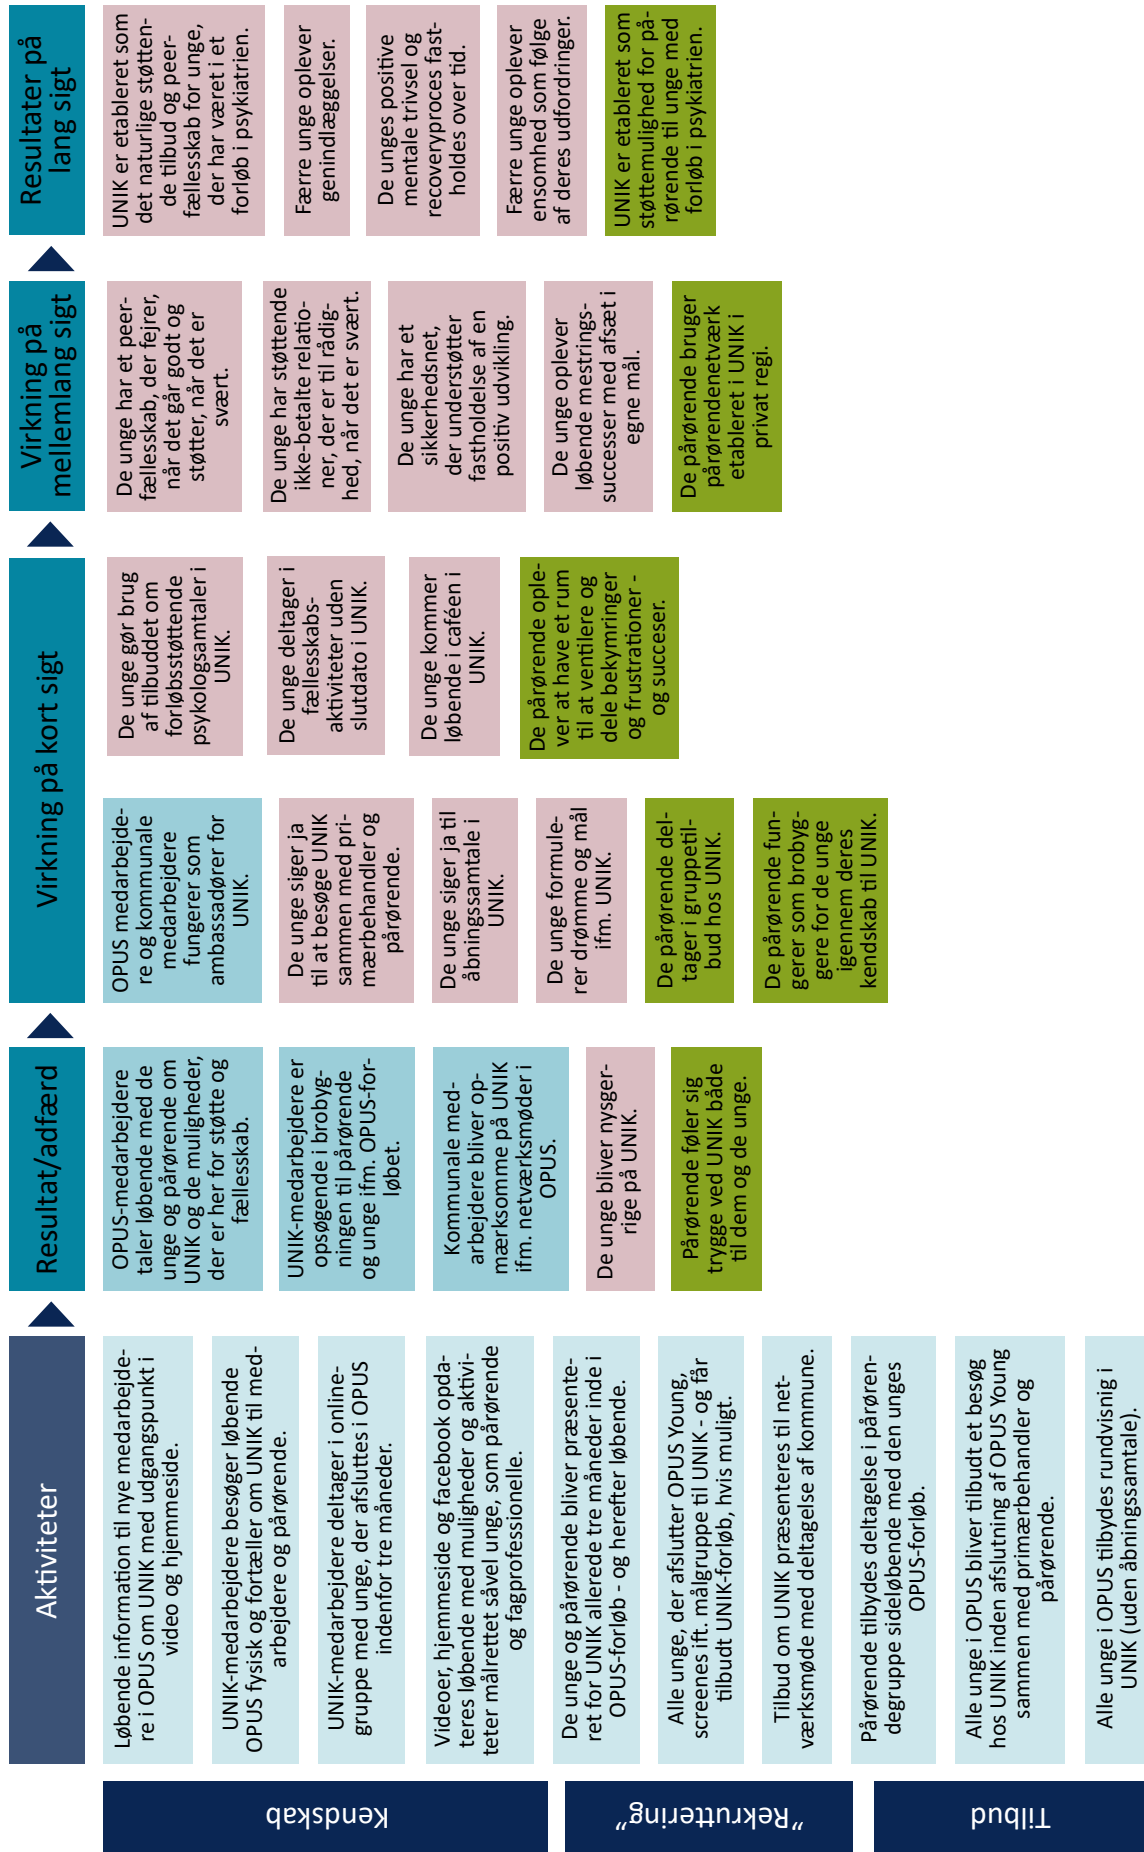 Aktiviteter
Resultat/adfærd
Virkning på kort sigt
Virkning på
mellemlang sigt
Resultater på
lang sigt
Kendskab
"Rekruttering"
Tilbud
Løbende information til nye medarbejde-
re i OPUS om UNIK med udgangspunkt i
video og hjemmeside.
UNIK-medarbejdere besøger løbende
OPUS fysisk og fortæller om UNIK til med-
arbejdere og pårørende.
UNIK-medarbejdere deltager i online-
gruppe med unge, der afsluttes i OPUS
indenfor tre måneder.
Videoer, hjemmeside og facebook opda-
teres løbende med muligheder og aktivi-
teter målrettet såvel unge, som pårørende
og fagprofessionelle.
De unge og pårørende bliver præsente-
ret for UNIK allerede tre måneder inde i
OPUS-forløb - og herefter løbende.
Alle unge, der afslutter OPUS Young,
screenes ift. målgruppe til UNIK - og får
tilbudt UNIK-forløb, hvis muligt.
Tilbud om UNIK præsenteres til net-
værksmøde med deltagelse af kommune.
Pårørende tilbydes deltagelse i pårøren-
degruppe sideløbende med den unges
OPUS-forløb.
Alle unge i OPUS bliver tilbudt et besøg
hos UNIK inden afslutning af OPUS Young
sammen med primærbehandler og
pårørende.
Alle unge i OPUS tilbydes rundvisnig i
UNIK (uden åbningssamtale).
OPUS-medarbejdere
taler løbende med de
unge og pårørende om
UNIK og de muligheder,
der er her for støtte og
fællesskab.
UNIK-medarbejdere er
opsøgende i brobyg-
ningen til pårørende
og unge ifm. OPUS-for-
løbet.
Kommunale med-
arbejdere bliver op-
mærksomme på UNIK
ifm. netværksmøder i
OPUS.
De unge bliver nysger-
rige på UNIK.
Pårørende føler sig
trygge ved UNIK både
til dem og de unge.
OPUS medarbejde-
re og kommunale
medarbejdere
fungerer som
ambassadører for
UNIK.
De unge siger ja
til at besøge UNIK
sammen med pri-
mærbehandler og
pårørende.
De unge siger ja til
åbningssamtale i
UNIK.
De unge formule-
rer drømme og mål
ifm. UNIK.
De pårørende del-
tager i gruppetil-
bud hos UNIK.
De pårørende fun-
gerer som brobyg-
gere for de unge
igennem deres
kendskab til UNIK.
De unge gør brug
af tilbuddet om
forløbsstøttende
psykologsamtaler i
UNIK.
De unge deltager i
fællesskabs-
aktiviteter uden
slutdato i UNIK.
De unge kommer
løbende i caféen i
UNIK.
De pårørende ople-
ver at have et rum
til at ventilere og
dele bekymringer
og frustrationer -
og succeser.
De unge har et peer-
fællesskab, der fejrer,
når det går godt og
støtter, når det er
svært.
De unge har støttende
ikke-betalte relatio-
ner, der er til rådig-
hed, når det er svært.
De unge har et
sikkerhedsnet,
der understøtter
fastholdelse af en
positiv udvikling.
De unge oplever
løbende mestrings-
successer med afsæt i
egne mål.
De pårørende bruger
pårørendenetværk
etableret i UNIK i
privat regi.
UNIK er etableret som
det naturlige støtten-
de tilbud og peer-
fællesskab for unge,
der har været i et
forløb i psykiatrien.
Færre unge oplever
genindlæggelser.
De unges positive
mentale trivsel og
recoveryproces fast-
holdes over tid.
Færre unge oplever
ensomhed som følge
af deres udfordringer.
UNIK er etableret som
støttemulighed for på-
rørende til unge med
forløb i psykiatrien.